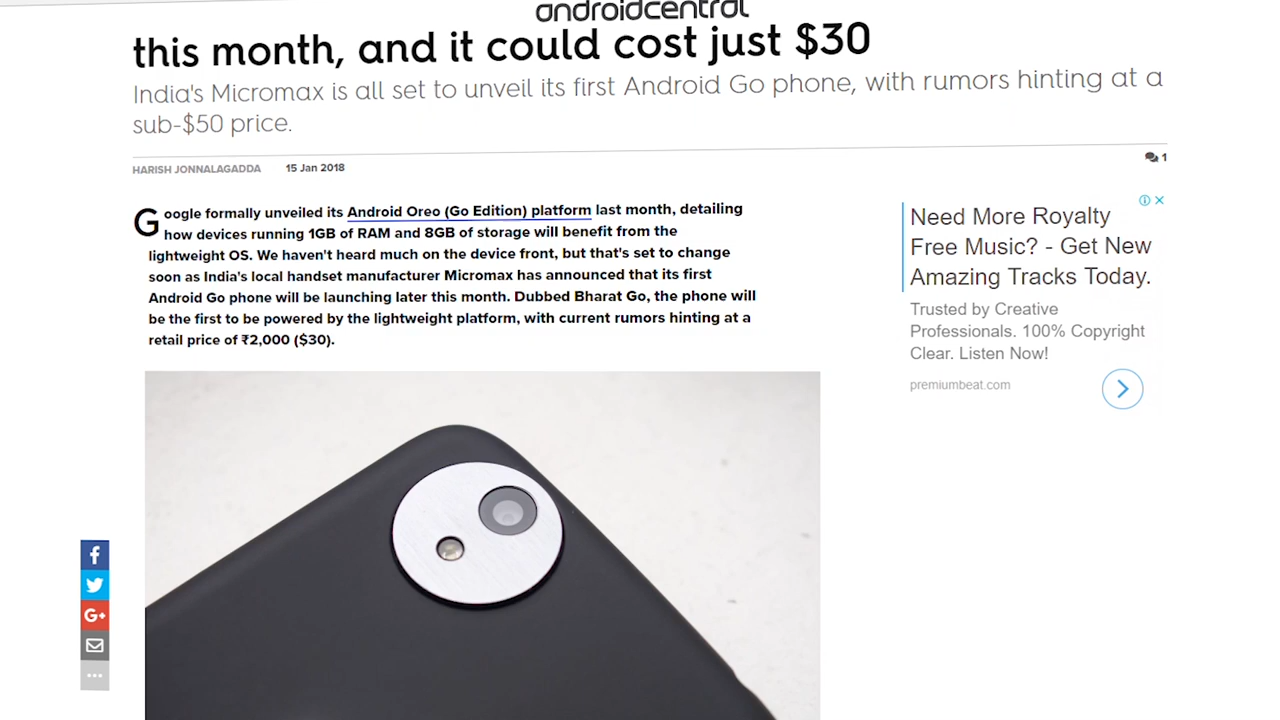 androidcentral
this month, and it could cost just $30
India's Micromax is all set to unveil its first Android Go phone, with rumors hinting at a
sub-$50 price.
HARISH JONNALAGADDA 15 Jan 2018
1
Google formally unveiled its Android Oreo (Go Edition) platform last month, detailing
how devices running 1GB of RAM and 8GB of storage will benefit from the
lightweight OS. We haven't heard much on the device front, but that's set to change
soon as India's local handset manufacturer Micromax has announced that its first
Android Go phone will be launching later this month. Dubbed Bharat Go, the phone will
be the first to be powered by the lightweight platform, with current rumors hinting at a
retail price of ₹2,000 ($30).
Need More Royalty
Free Music? - Get New
Amazing Tracks Today.
Trusted by Creative
Professionals. 100% Copyright
Clear. Listen Now!
premiumbeat.com
f
G+